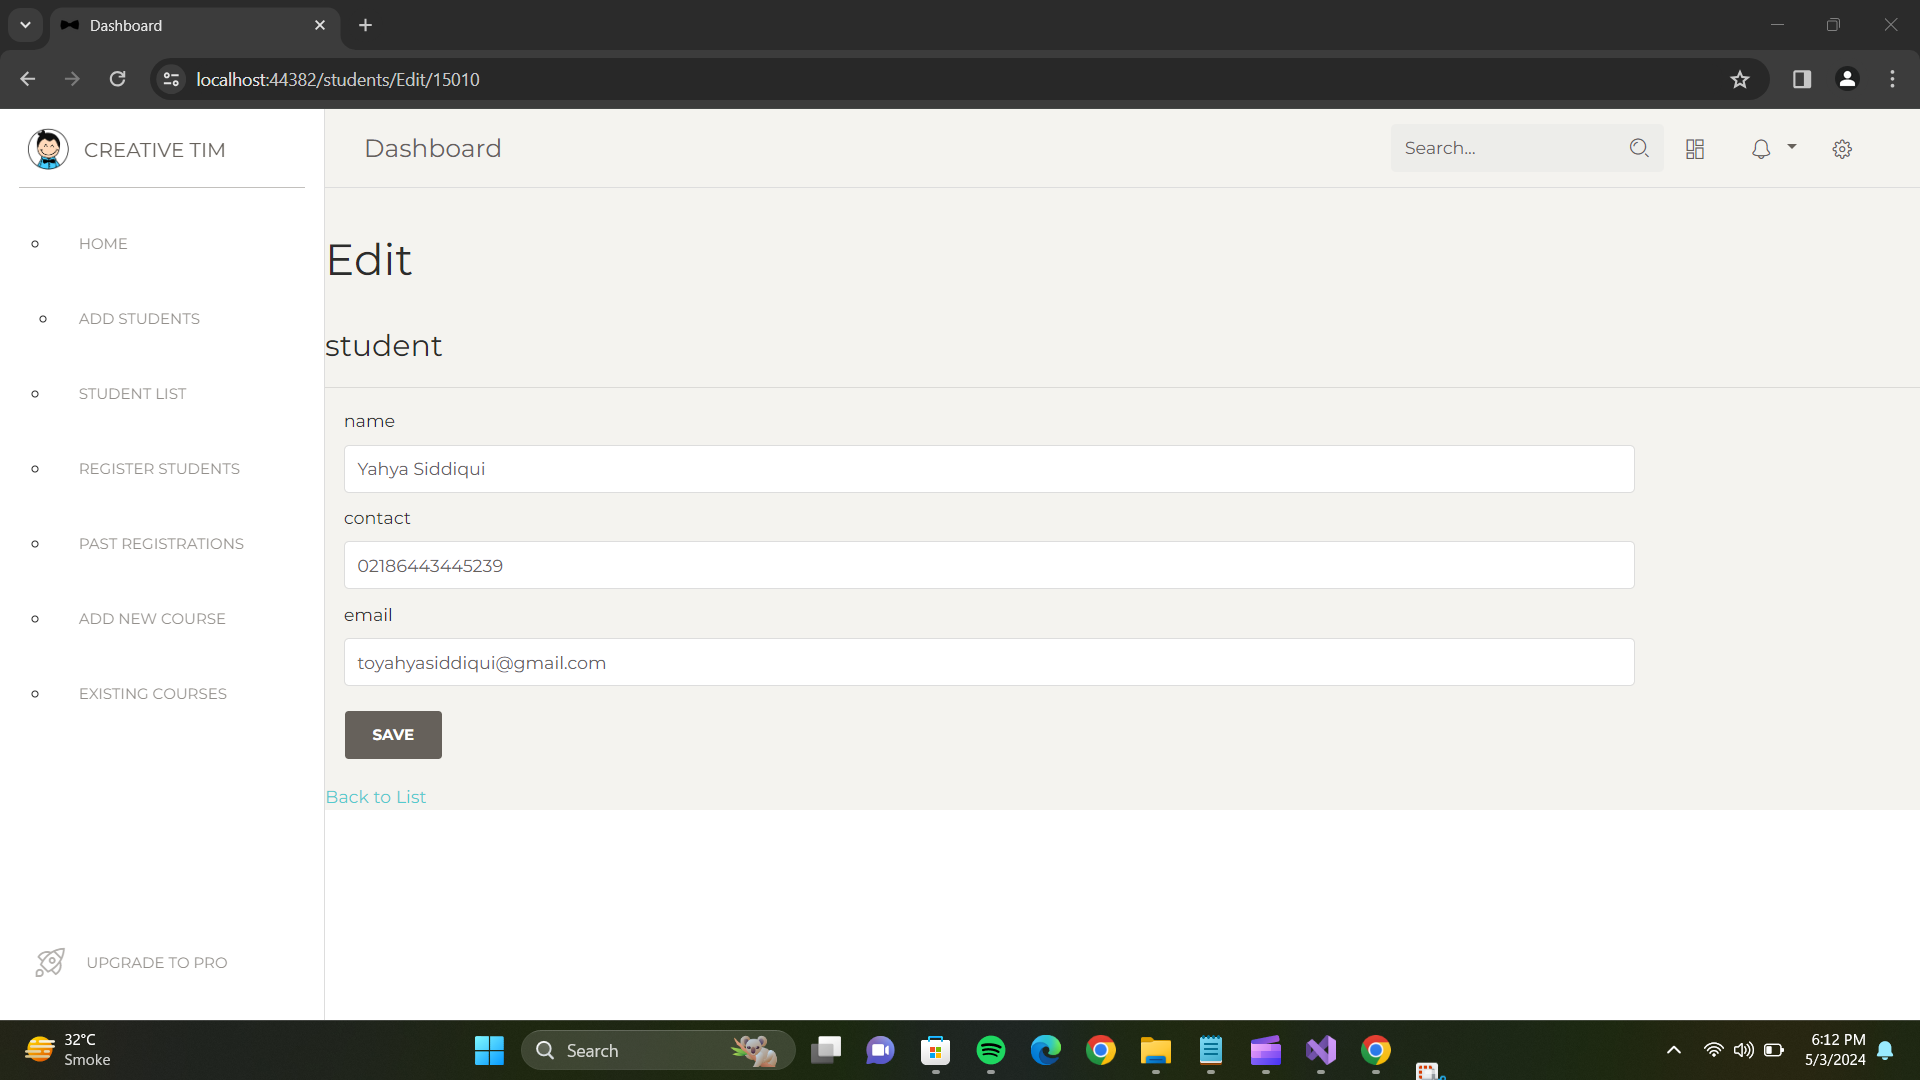 Dashboard
localhost:44382/students/Edit/15010
CREATIVE TIM
Dashboard
Search...
HOME
ADD STUDENTS
STUDENT LIST
REGISTER STUDENTS
PAST REGISTRATIONS
ADD NEW COURSE
EXISTING COURSES
UPGRADE TO PRO
Edit
student
name
Yahya Siddiqui
contact
02186443445239
email
toyahyasiddiqui@gmail.com
SAVE
Back to List
32°C
Smoke
Search
6:12 PM
5/3/2024